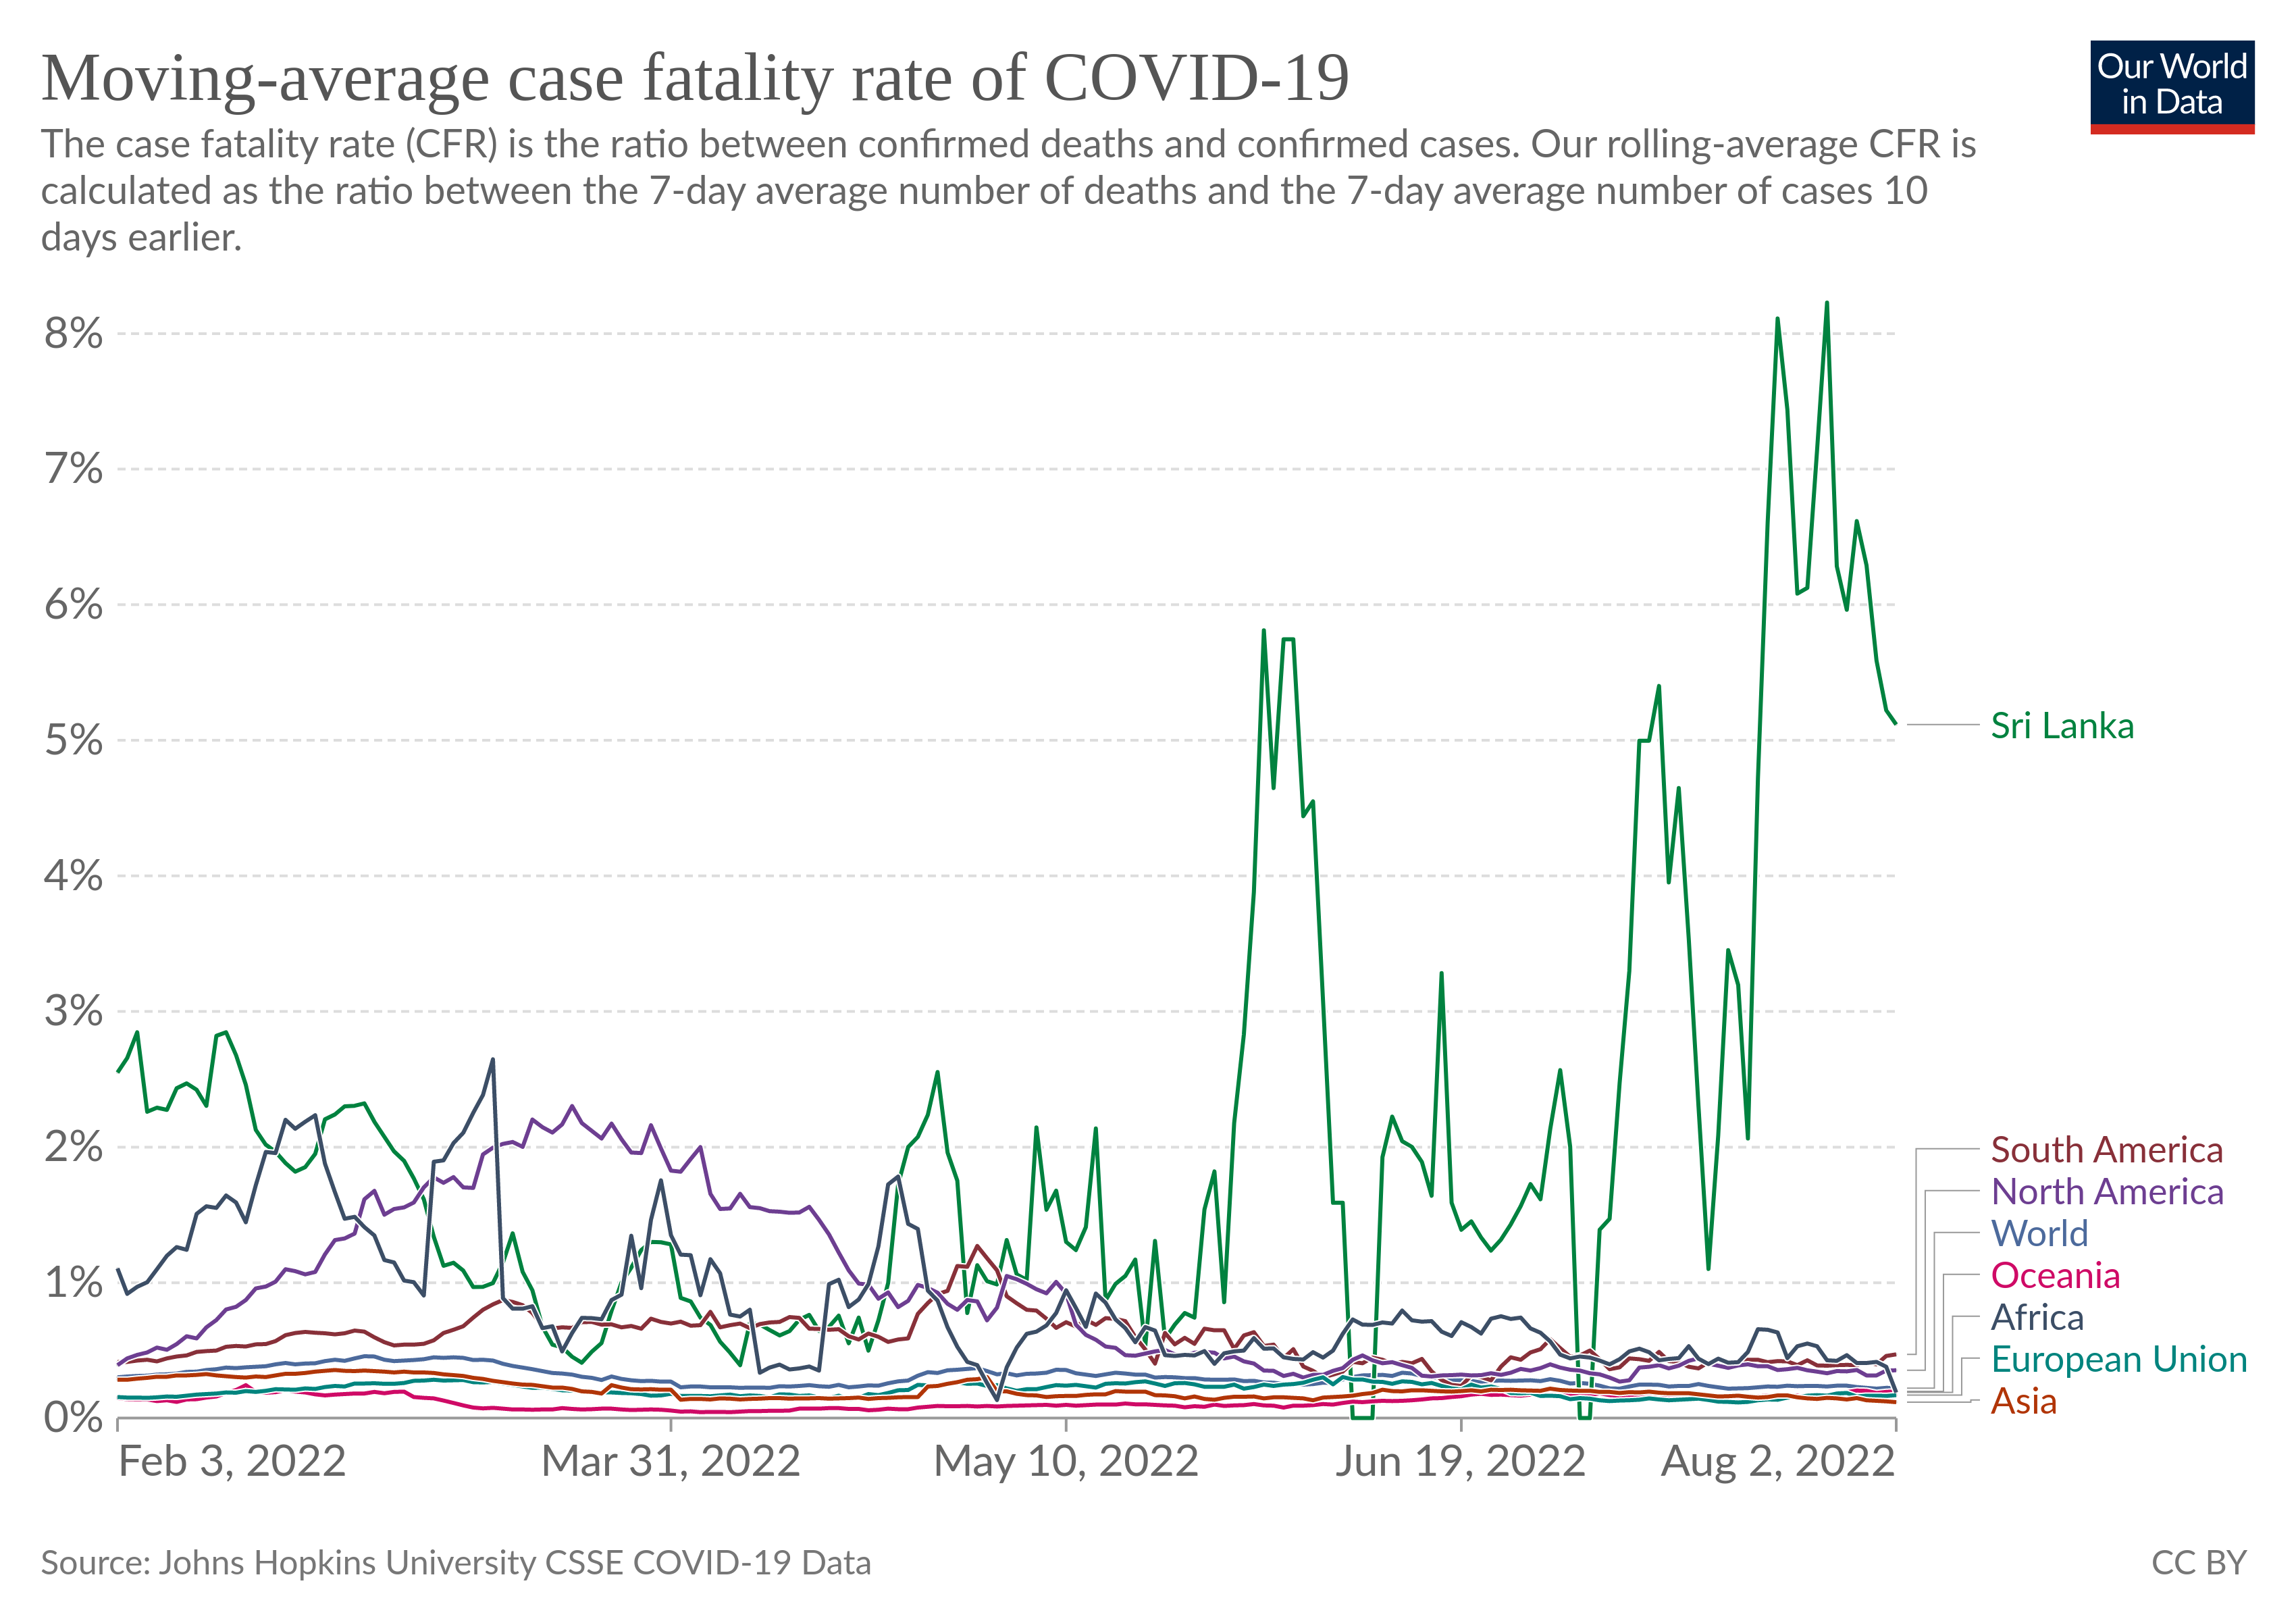 Moving-average case fatality rate of COVID-19
Our World
in Data
The case fatality rate (CFR) is the ratio between confirmed deaths and confirmed cases. Our rolling-average CFR is
calculated as the ratio between the 7-day average number of deaths and the 7-day average number of cases 10
days earlier.
8%
7%
6%
5%
4%
3%
2%
1%
0%
Sri Lanka
South America
North America
World
Oceania
Africa
European Union
Asia
Feb 3, 2022
Mar 31, 2022
May 10, 2022
Jun 19, 2022
Aug 2, 2022
Source: Johns Hopkins University CSSE COVID-19 Data
CC BY